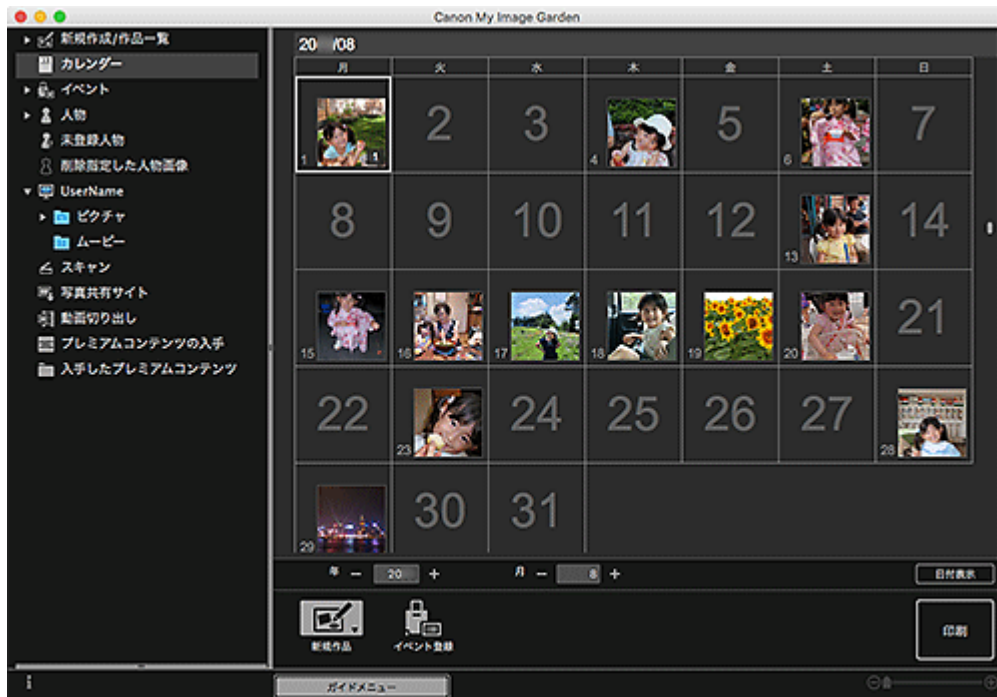 Canon My Image Garden
新規作成/作品一覧
カレンダー
イベント
人物
未登録人物
削除指定した人物画像
UserName
ピクチャ
ムービー
スキャン
写真共有サイト
動画切り出し
プレミアムコンテンツの入手
入手したプレミアムコンテンツ
20 /08
月 火 水 木 金 土 日
1 1 2 3 4 5 6 7
8 9 10 11 12 13 14
15 16 17 18 19 20 21
22 23 24 25 26 27 28
29 30 31
年 − 20 + 月 − 8 + 日付表示
新規作品 イベント登録 印刷
ガイドメニュー